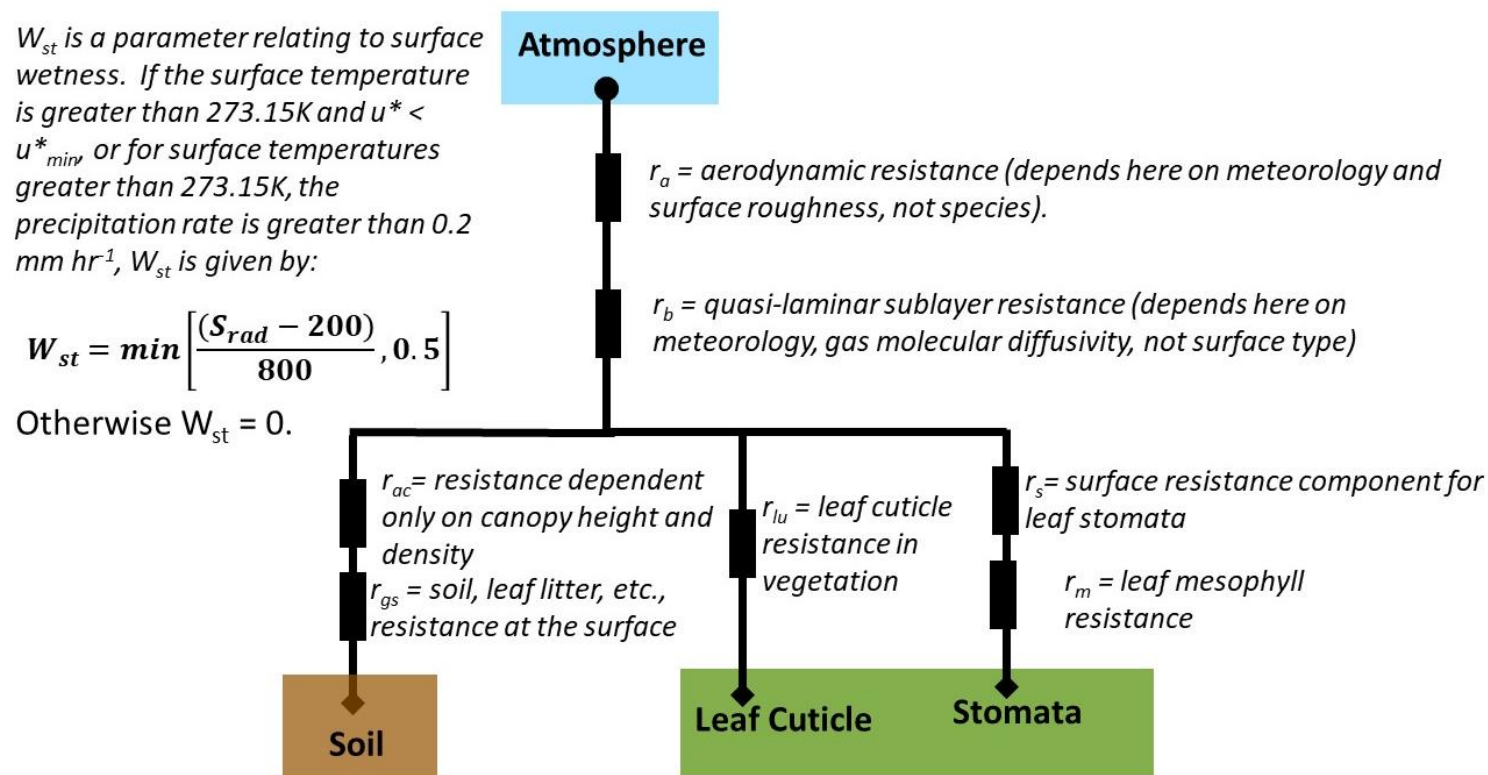 W_st is a parameter relating to surface
wetness. If the surface temperature
is greater than 273.15K and u* <
u*_min, or for surface temperatures
greater than 273.15K, the
precipitation rate is greater than 0.2
mm hr^-1, W_st is given by:
W_st = min[(S_rad − 200)/800, 0.5]
Otherwise W_st = 0.
Atmosphere
r_a = aerodynamic resistance (depends here on meteorology and
surface roughness, not species).
r_b = quasi-laminar sublayer resistance (depends here on
meteorology, gas molecular diffusivity, not surface type)
r_ac= resistance dependent
only on canopy height and
density
r_gs = soil, leaf litter, etc.,
resistance at the surface
r_lu = leaf cuticle
resistance in
vegetation
r_s= surface resistance component for
leaf stomata
r_m = leaf mesophyll
resistance
Soil
Leaf Cuticle
Stomata